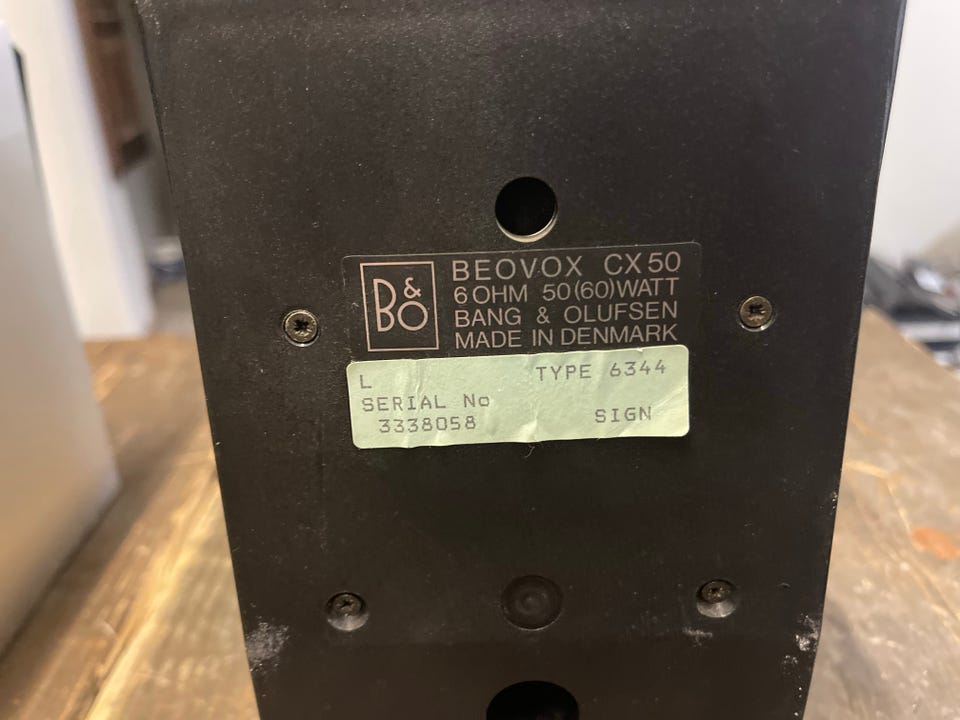 B&O
BEOVOX CX50
6 OHM 50(60)WATT
BANG & OLUFSEN
MADE IN DENMARK
L TYPE 6344
SERIAL No
3338058 SIGN